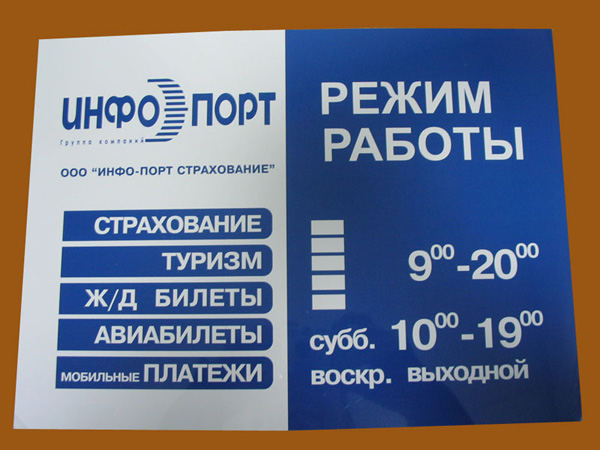 ИНФО ПОРТ
Группа компаний
ООО "ИНФО-ПОРТ СТРАХОВАНИЕ"
СТРАХОВАНИЕ
ТУРИЗМ
Ж/Д БИЛЕТЫ
АВИАБИЛЕТЫ
МОБИЛЬНЫЕ ПЛАТЕЖИ
РЕЖИМ
РАБОТЫ
9⁰⁰-20⁰⁰
субб. 10⁰⁰-19⁰⁰
воскр. выходной